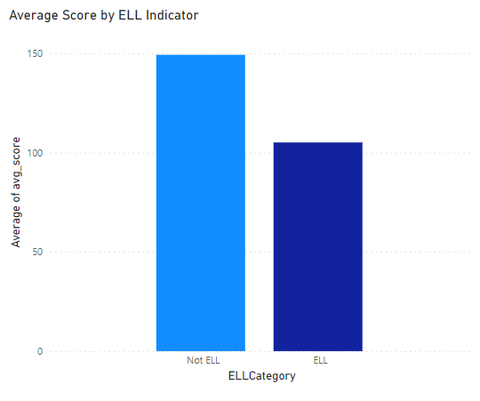 Average Score by ELL Indicator
150
100
50
0
Average of avg_score
Not ELL
ELL
ELLCategory